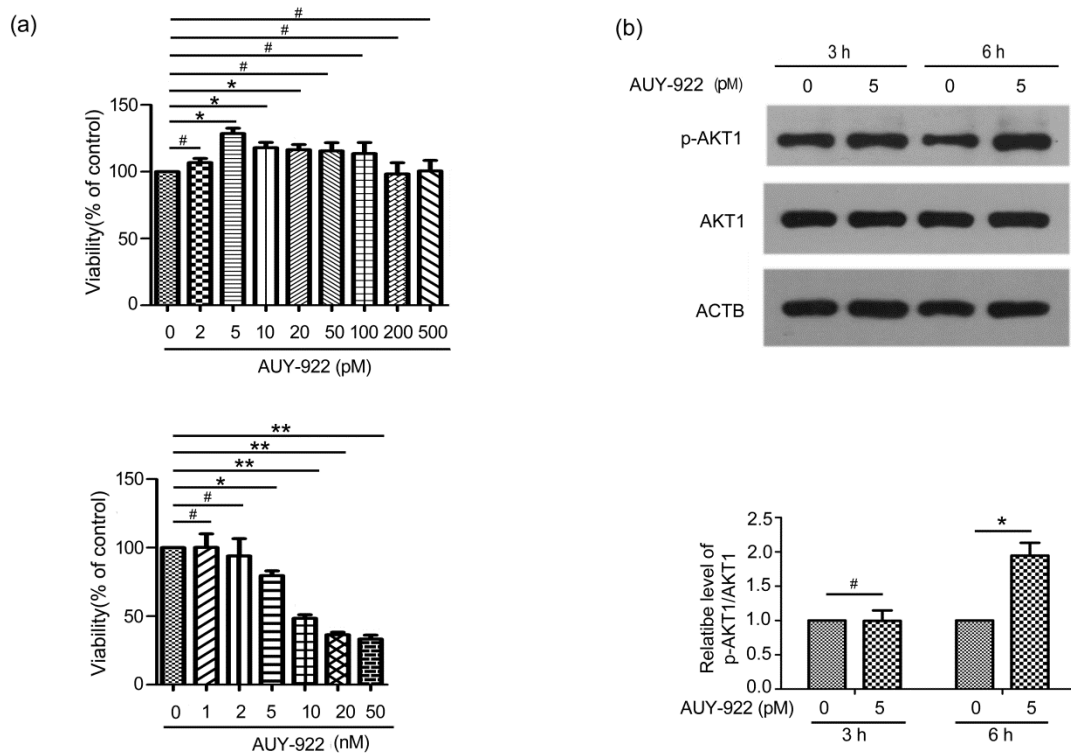 (a)
#
#
#
#
*
*
*
#
150
100
50
0
Viability(% of control)
0 2 5 10 20 50 100 200 500
AUY-922 (pM)
**
**
**
*
#
#
150
100
50
0
Viability(% of control)
0 1 2 5 10 20 50
AUY-922 (nM)
(b)
3 h 6 h
AUY-922 (pM) 0 5 0 5
p-AKT1
AKT1
ACTB
*
#
2.5
2.0
1.5
1.0
0.5
0.0
Relatibe level of
p-AKT1/AKT1
AUY-922 (pM) 0 5 0 5
3 h 6 h